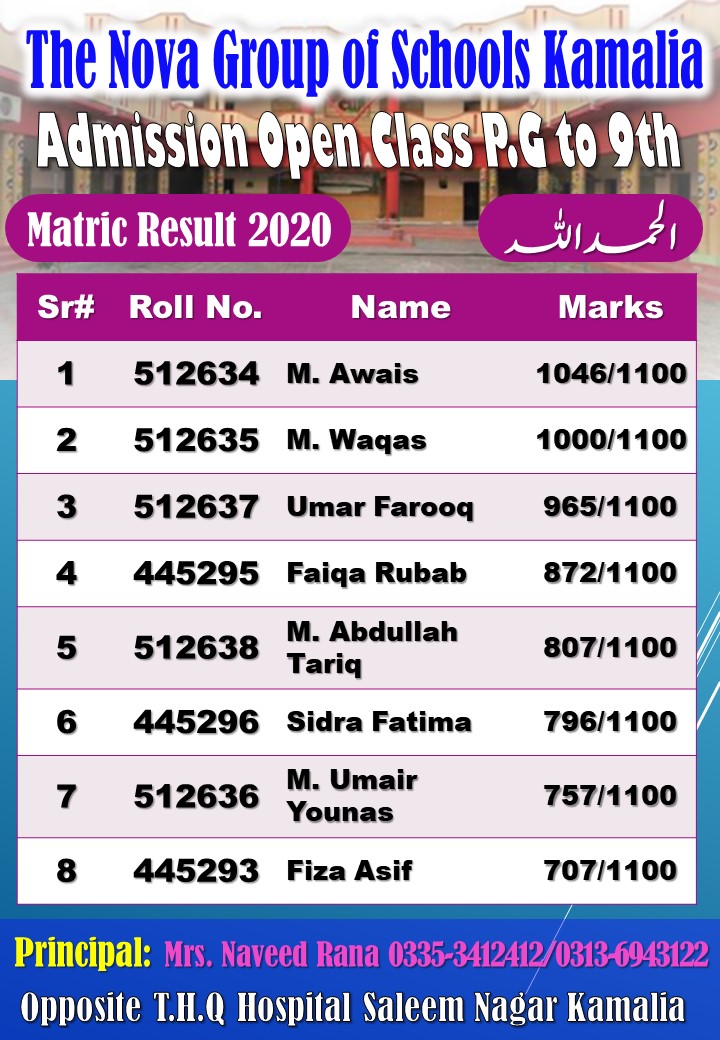 The Nova Group of Schools Kamalia
Admission Open Class P.G to 9th
Matric Result 2020
الحمد اللہ
Sr# Roll No. Name Marks
1 512634 M. Awais 1046/1100
2 512635 M. Waqas 1000/1100
3 512637 Umar Farooq 965/1100
4 445295 Faiqa Rubab 872/1100
5 512638 M. Abdullah Tariq 807/1100
6 445296 Sidra Fatima 796/1100
7 512636 M. Umair Younas 757/1100
8 445293 Fiza Asif 707/1100
Principal: Mrs. Naveed Rana 0335-3412412/0313-6943122
Opposite T.H.Q Hospital Saleem Nagar Kamalia